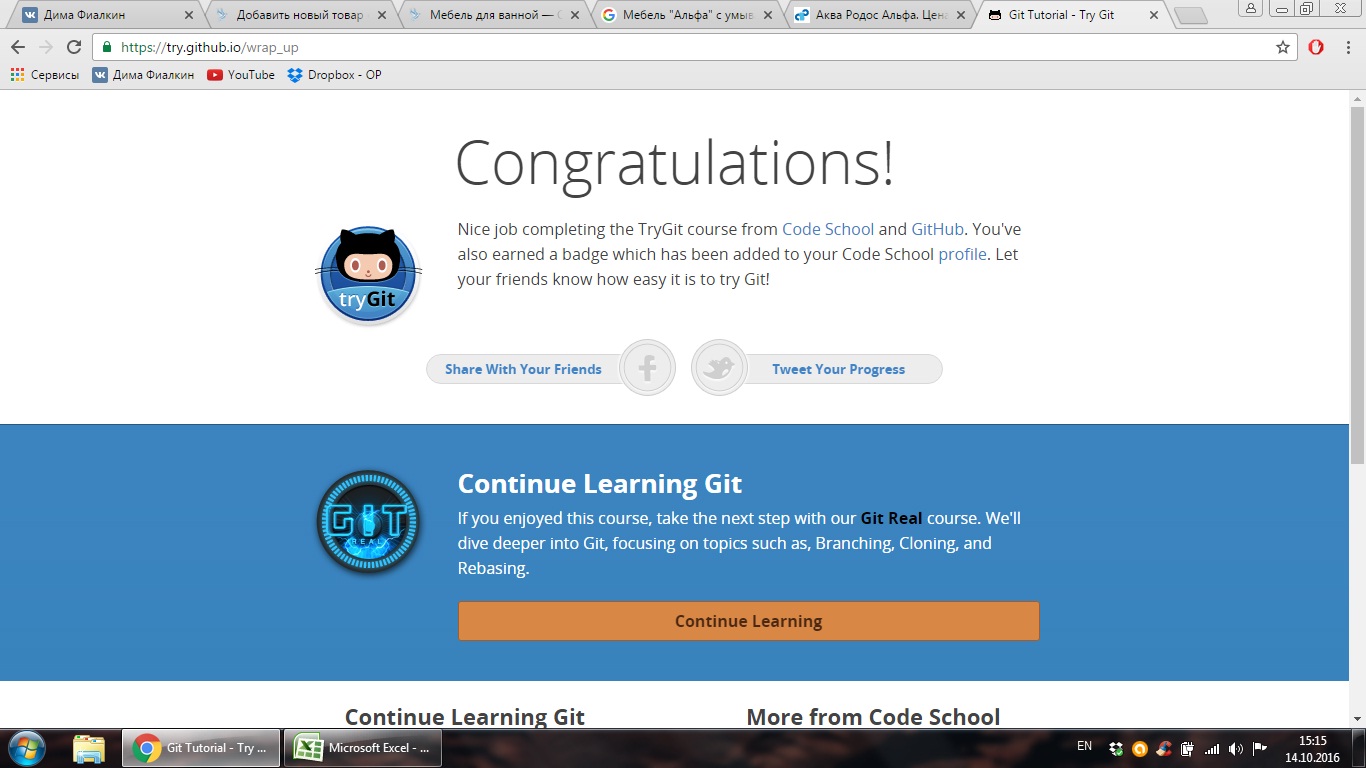 Дима Фиалкин
Добавить новый товар
Мебель для ванной — С
Мебель "Альфа" с умыв
Аква Родос Альфа. Цена
Git Tutorial - Try Git
https://try.github.io/wrap_up
Сервисы
Дима Фиалкин
YouTube
Dropbox - ОР
Congratulations!
Nice job completing the TryGit course from Code School and GitHub. You've
also earned a badge which has been added to your Code School profile. Let
your friends know how easy it is to try Git!
tryGit
Share With Your Friends
Tweet Your Progress
Continue Learning Git
If you enjoyed this course, take the next step with our Git Real course. We'll
dive deeper into Git, focusing on topics such as, Branching, Cloning, and
Rebasing.
GIT
REAL
Continue Learning
Continue Learning Git
More from Code School
Git Tutorial - Try ...
Microsoft Excel - ...
EN
15:15
14.10.2016